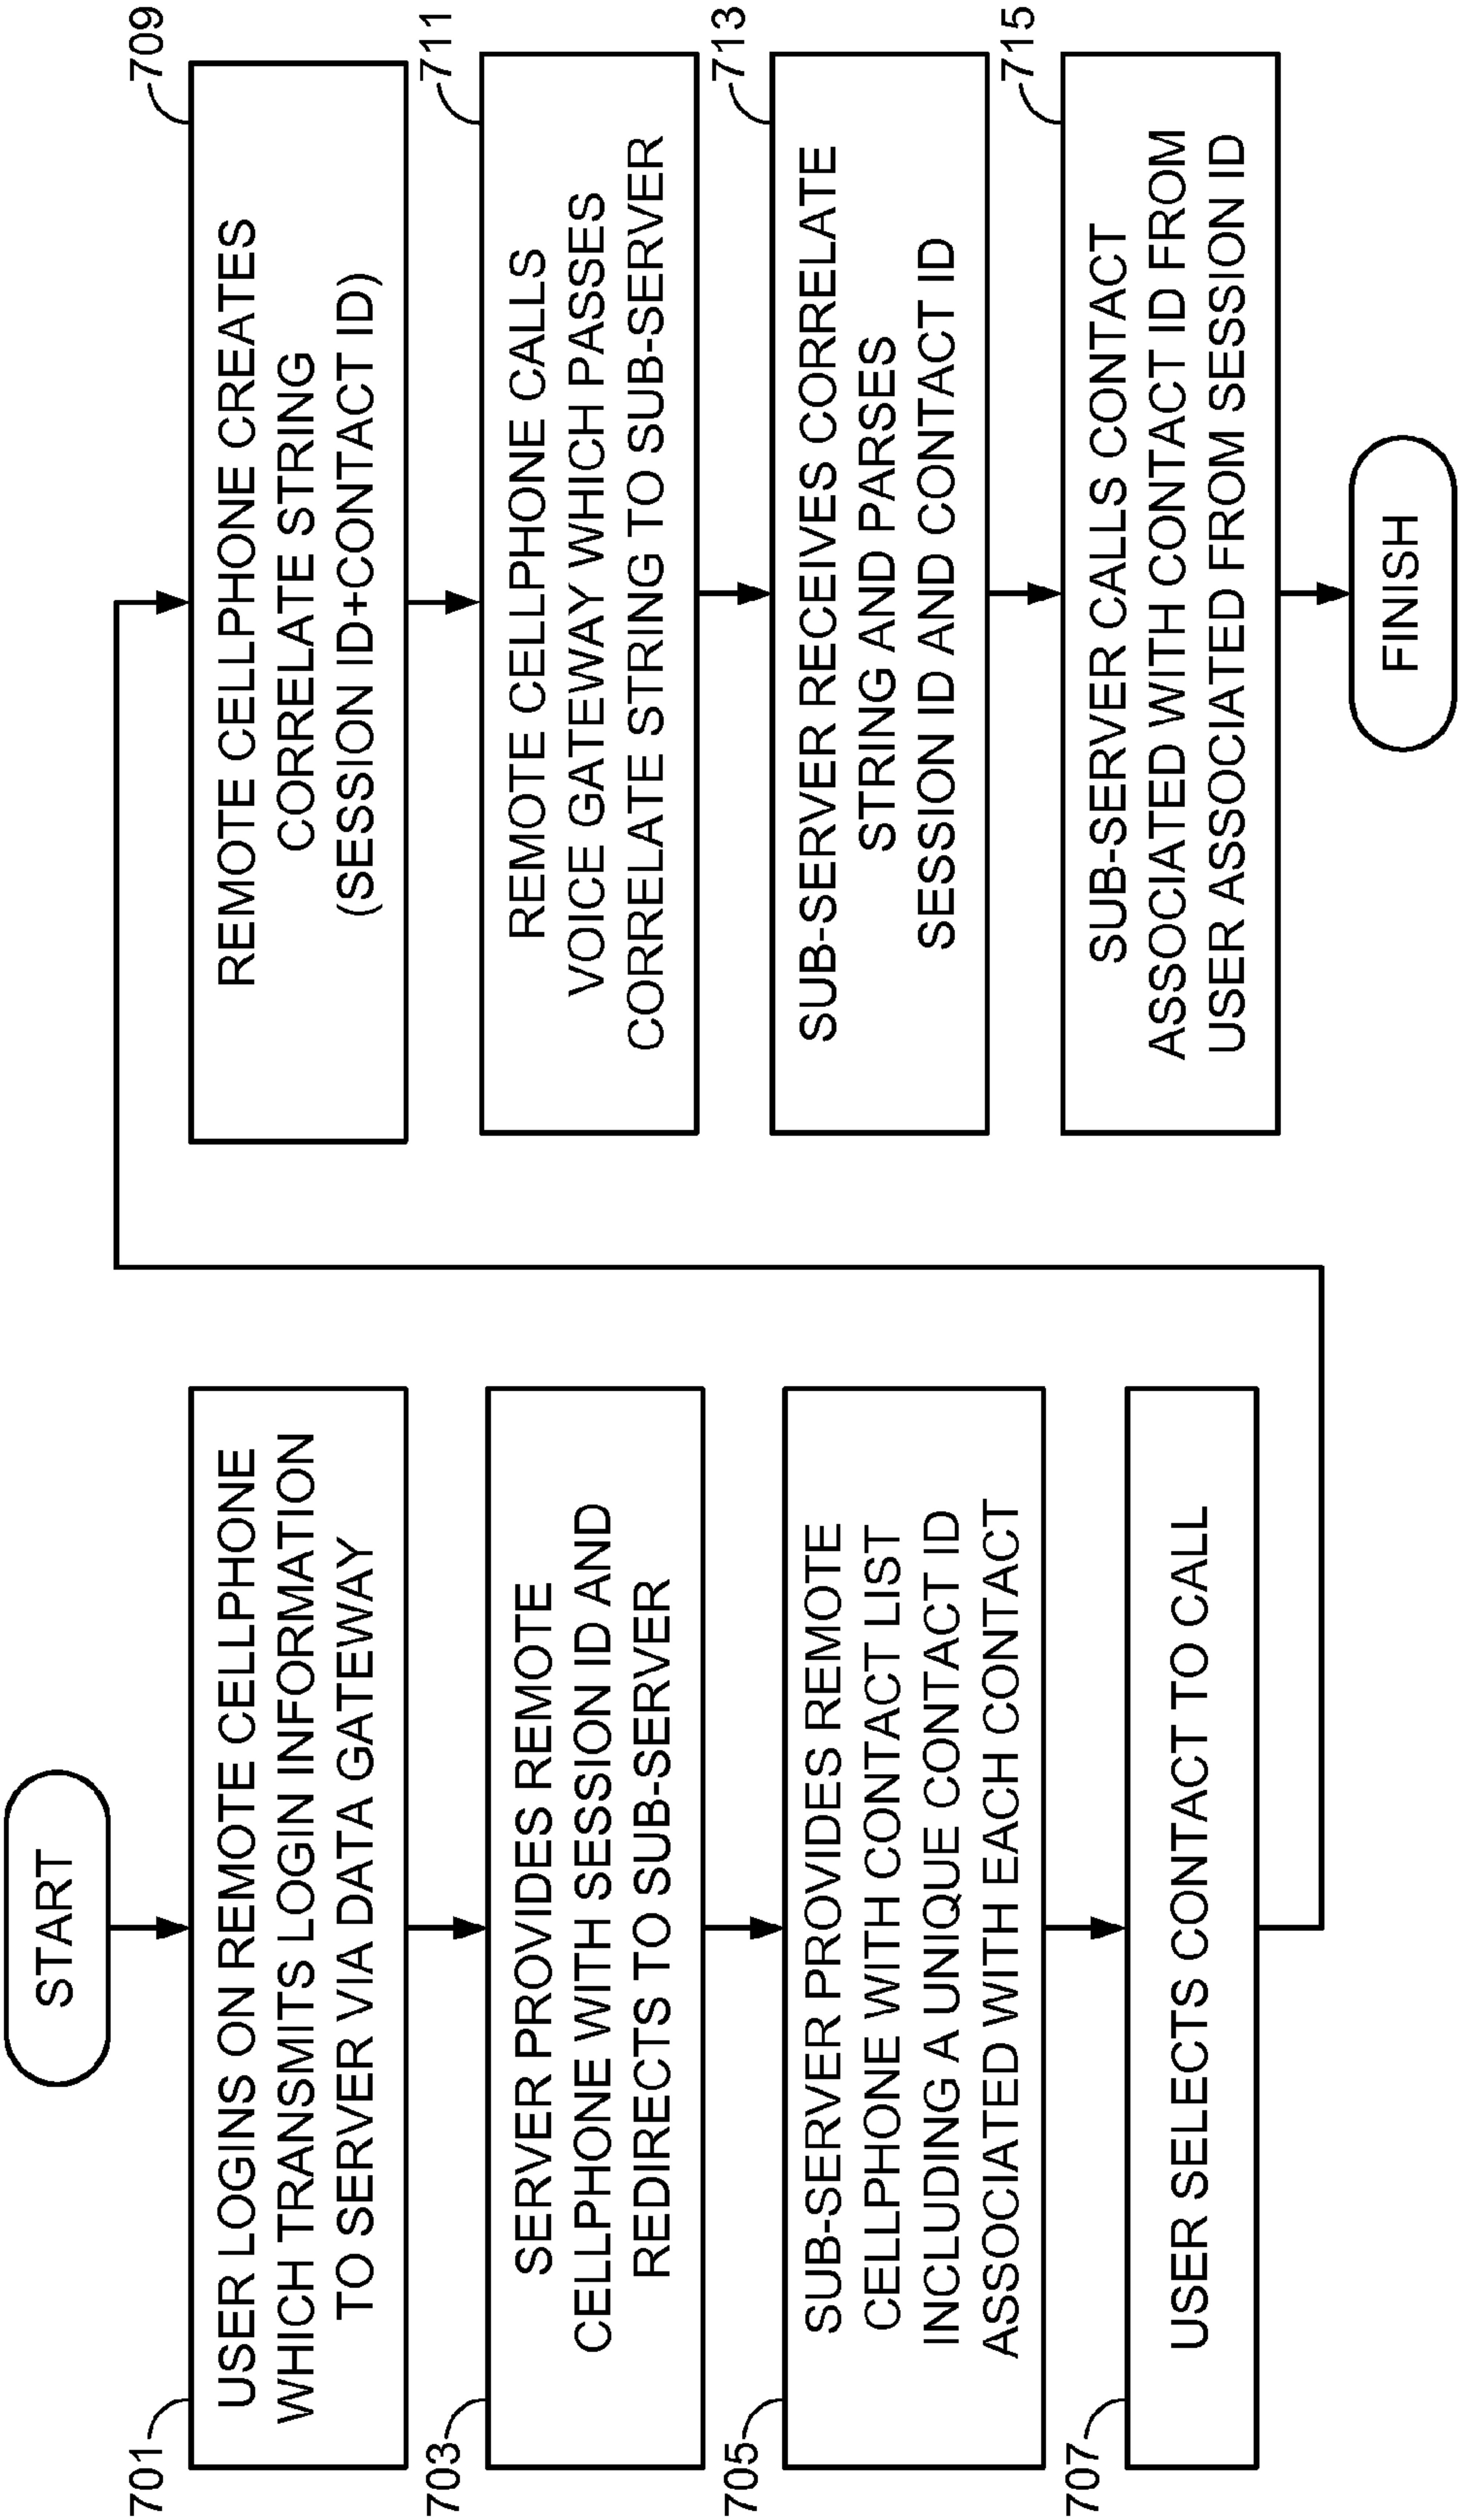 START
701
USER LOGINS ON REMOTE CELLPHONE
WHICH TRANSMITS LOGIN INFORMATION
TO SERVER VIA DATA GATEWAY
703
SERVER PROVIDES REMOTE
CELLPHONE WITH SESSION ID AND
REDIRECTS TO SUB-SERVER
705
SUB-SERVER PROVIDES REMOTE
CELLPHONE WITH CONTACT LIST
INCLUDING A UNIQUE CONTACT ID
ASSOCIATED WITH EACH CONTACT
707
USER SELECTS CONTACT TO CALL
709
REMOTE CELLPHONE CREATES
CORRELATE STRING
(SESSION ID+CONTACT ID)
711
REMOTE CELLPHONE CALLS
VOICE GATEWAY WHICH PASSES
CORRELATE STRING TO SUB-SERVER
713
SUB-SERVER RECEIVES CORRELATE
STRING AND PARSES
SESSION ID AND CONTACT ID
715
SUB-SERVER CALLS CONTACT
ASSOCIATED WITH CONTACT ID FROM
USER ASSOCIATED FROM SESSION ID
FINISH